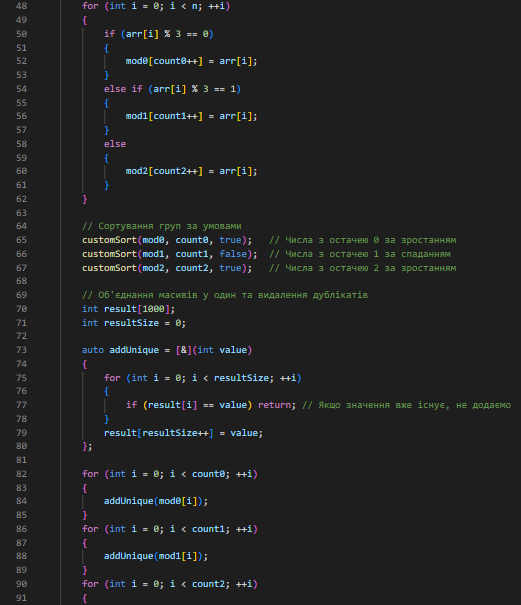 48 for (int i = 0; i < n; ++i)
49 {
50 if (arr[i] % 3 == 0)
51 {
52 mod0[count0++] = arr[i];
53 }
54 else if (arr[i] % 3 == 1)
55 {
56 mod1[count1++] = arr[i];
57 }
58 else
59 {
60 mod2[count2++] = arr[i];
61 }
62 }
63
64 // Сортування груп за умовами
65 customSort(mod0, count0, true); // Числа з остачею 0 за зростанням
66 customSort(mod1, count1, false); // Числа з остачею 1 за спаданням
67 customSort(mod2, count2, true); // Числа з остачею 2 за зростанням
68
69 // Об'єднання масивів у один та видалення дублікатів
70 int result[1000];
71 int resultSize = 0;
72
73 auto addUnique = [&](int value)
74 {
75 for (int i = 0; i < resultSize; ++i)
76 {
77 if (result[i] == value) return; // Якщо значення вже існує, не додаємо
78 }
79 result[resultSize++] = value;
80 };
81
82 for (int i = 0; i < count0; ++i)
83 {
84 addUnique(mod0[i]);
85 }
86 for (int i = 0; i < count1; ++i)
87 {
88 addUnique(mod1[i]);
89 }
90 for (int i = 0; i < count2; ++i)
91 {